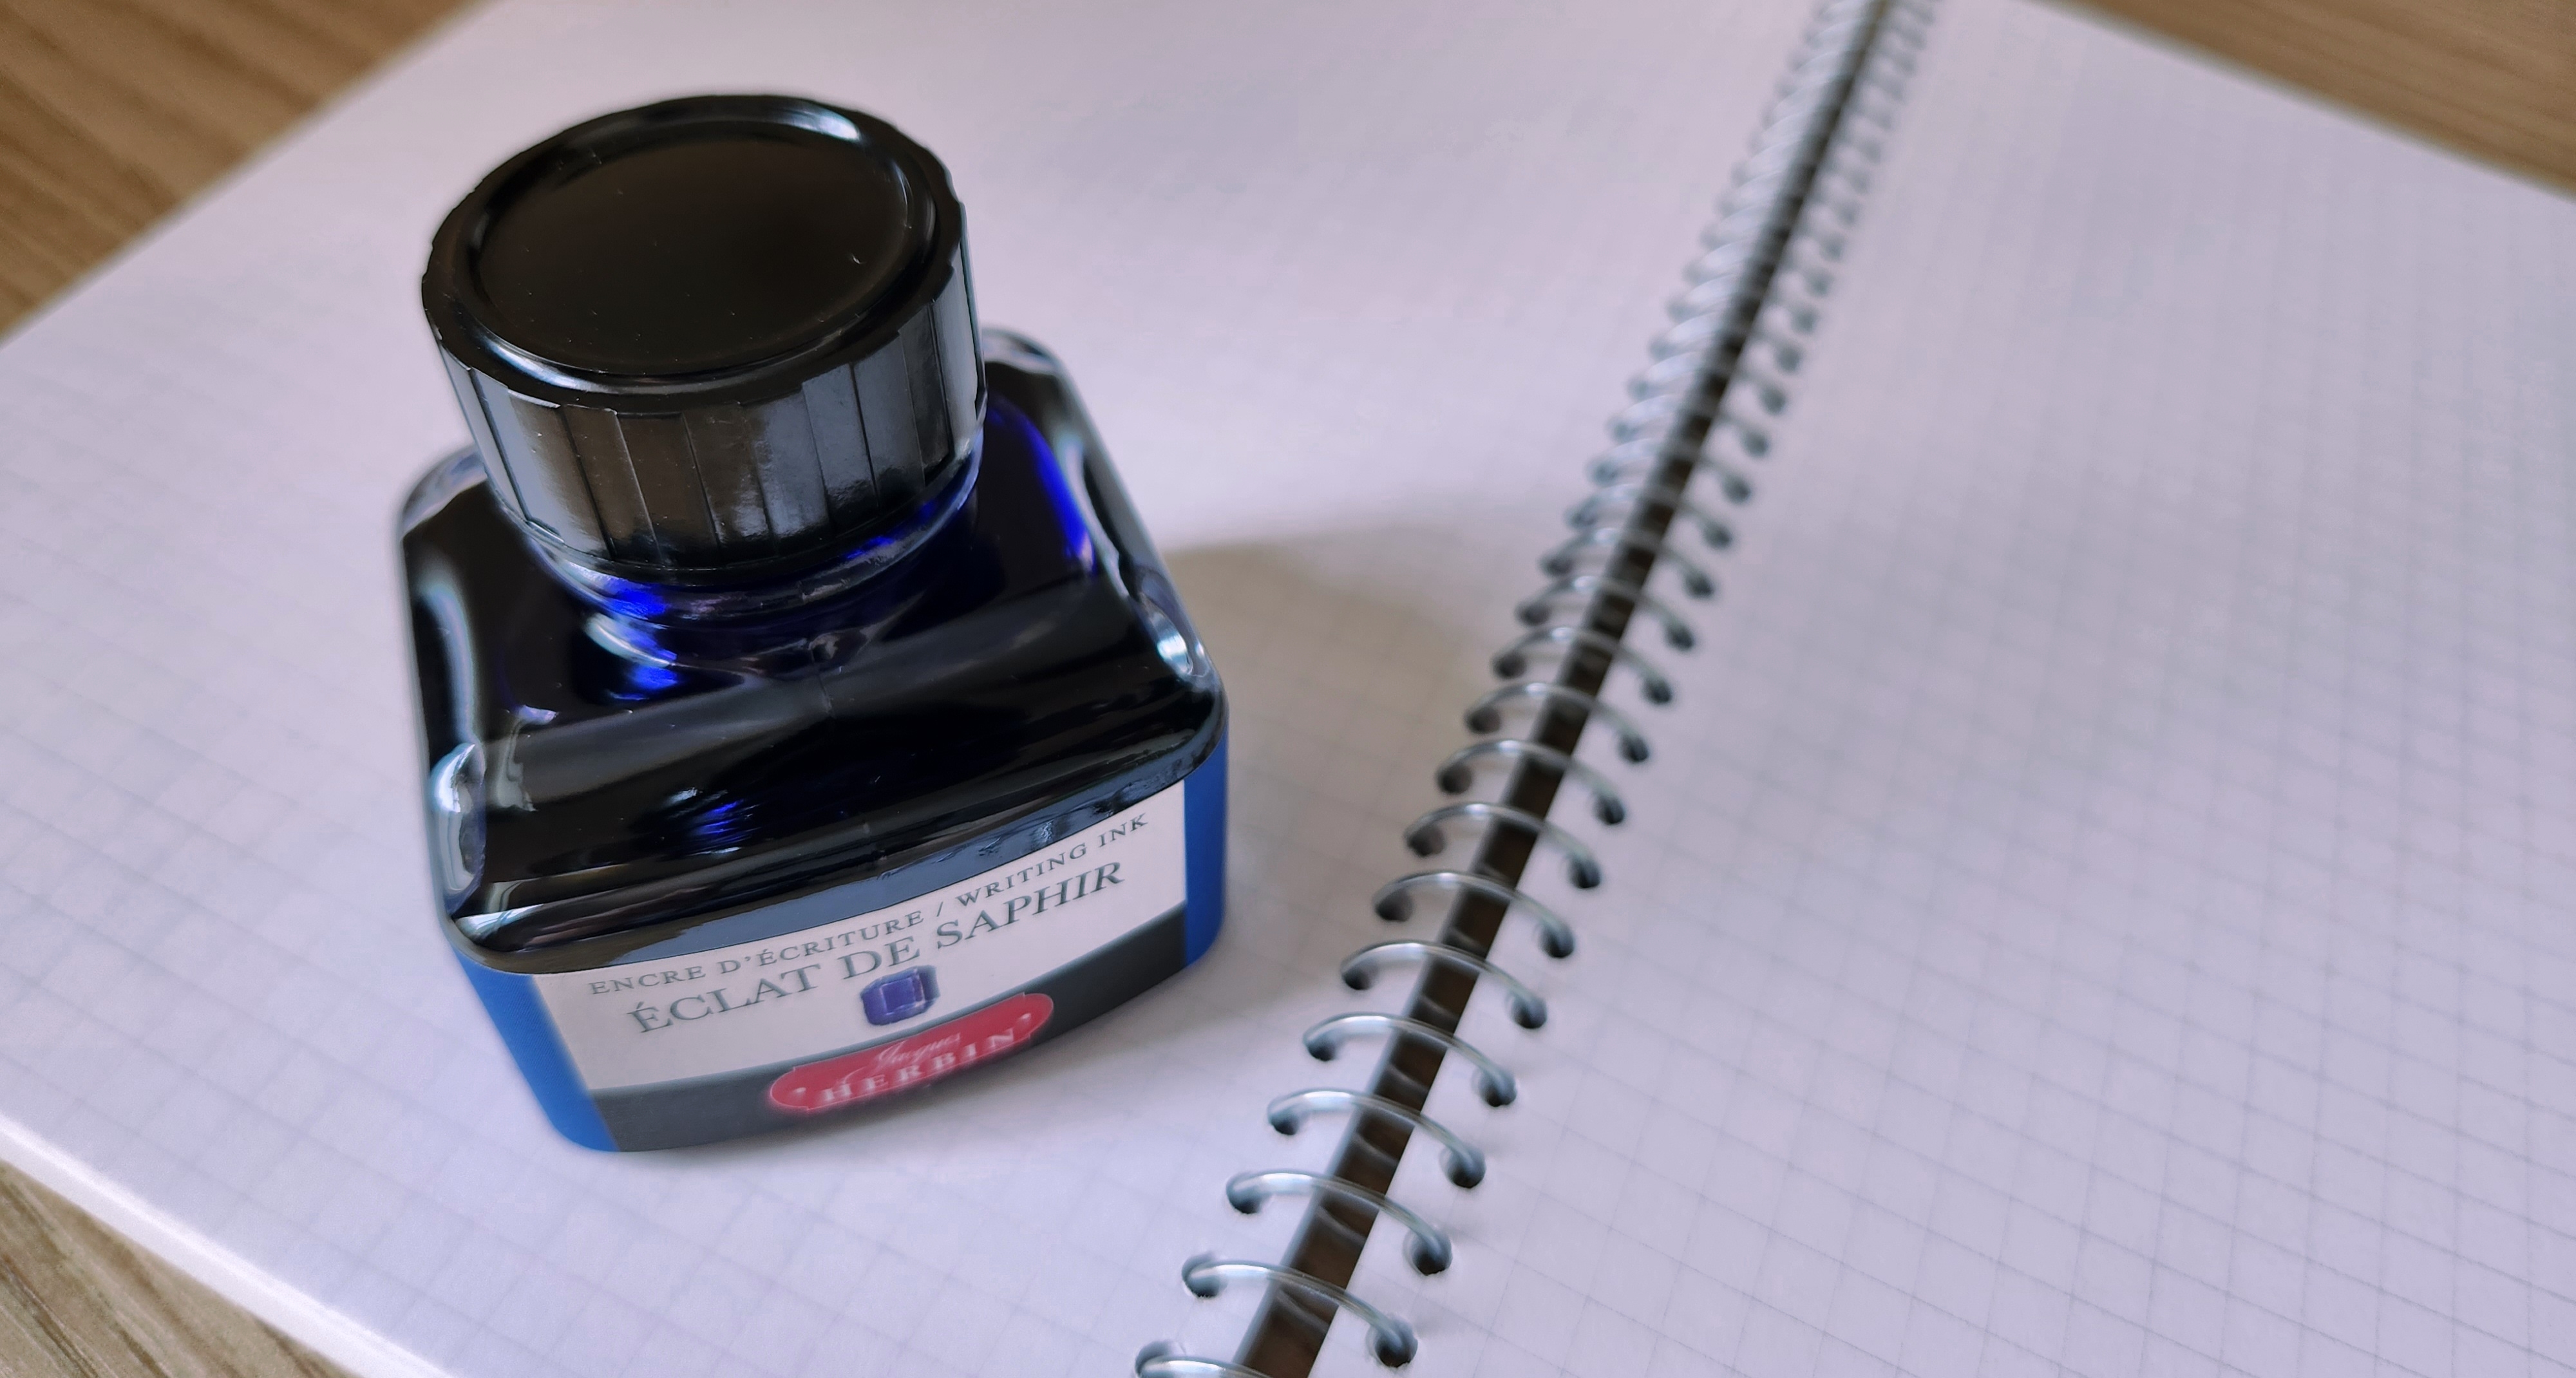 ENCRE D'ÉCRITURE / WRITING INK
ÉCLAT DE SAPHIR
Jacques
HERBIN